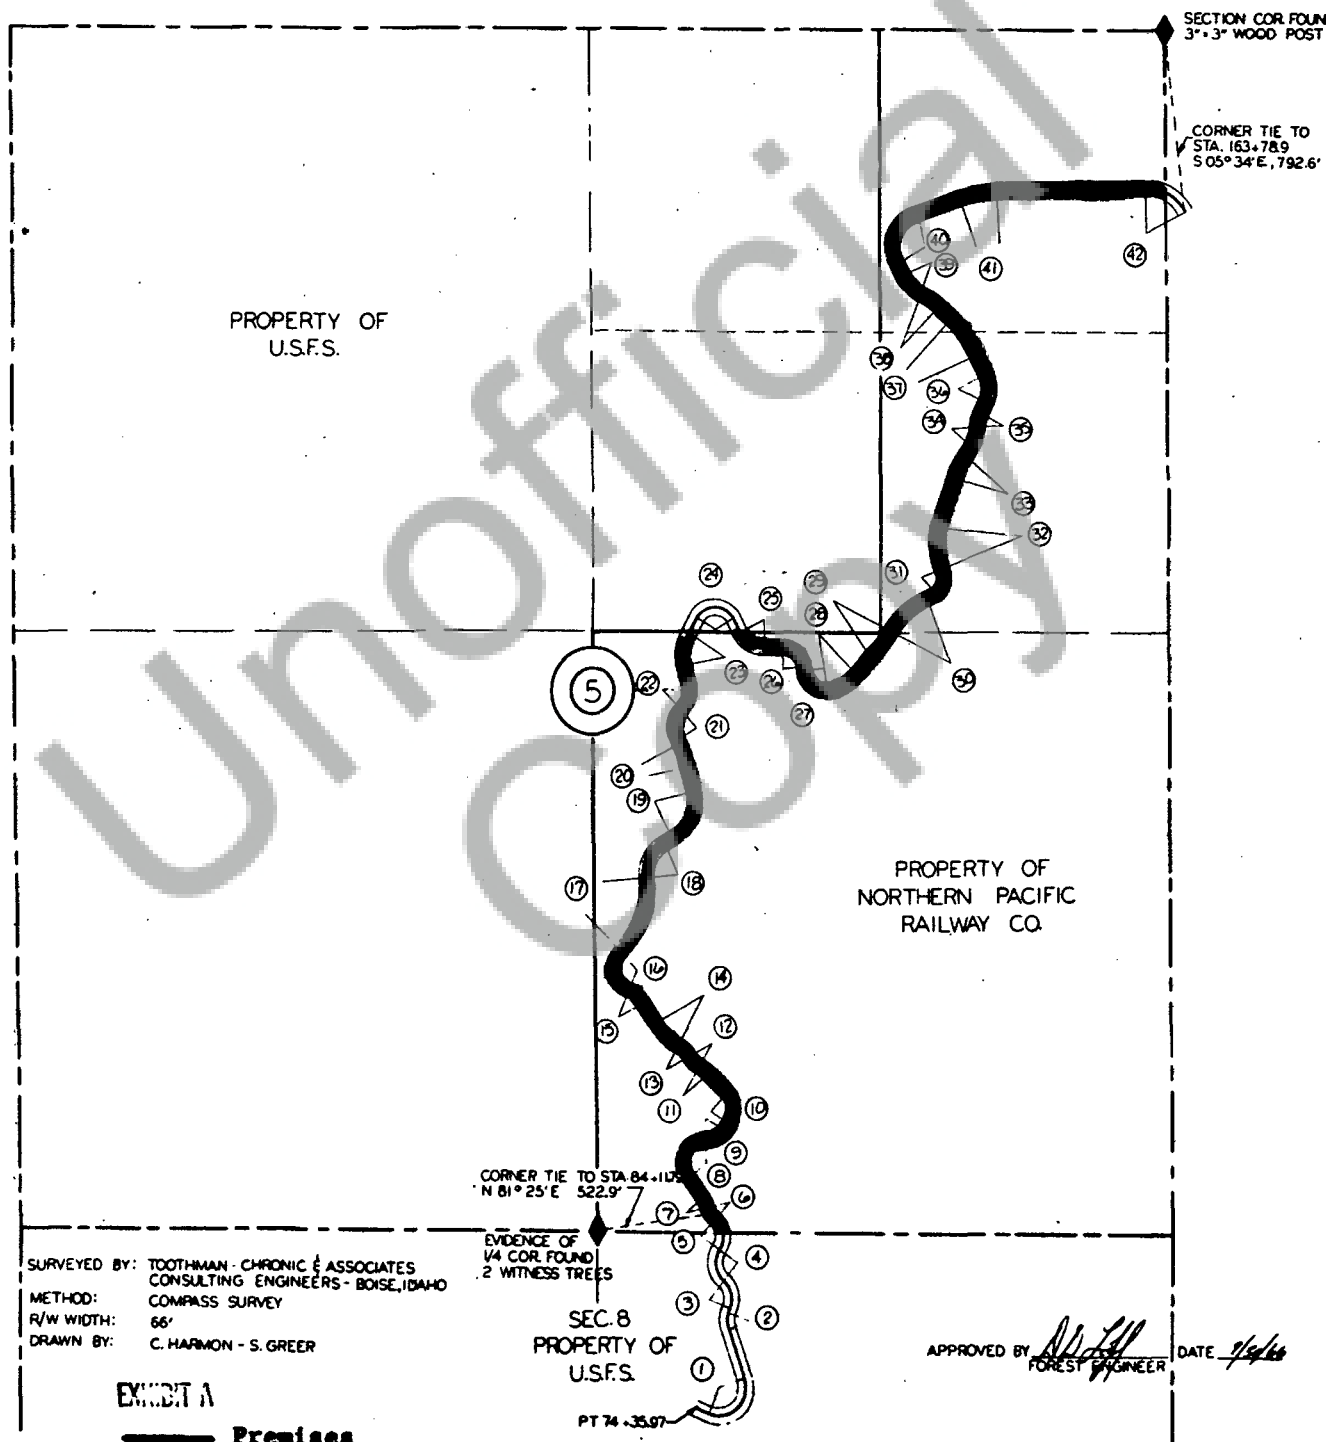 SECTION COR. FOUN
3"×3" WOOD POST
CORNER TIE TO
STA. 163+78.9
S 05° 34' E, 792.6'
PROPERTY OF
U.S.F.S.
40
39
41
42
38
37
36
34
35
33
32
31
24
25
29
28
30
5
22
23
26
27
21
20
19
17
18
PROPERTY OF
NORTHERN PACIFIC
RAILWAY CO.
16
14
15
12
13
11
10
9
8
CORNER TIE TO STA. 84+11.79
N 81° 25' E 522.9'
6
7
5
4
EVIDENCE OF
1/4 COR. FOUND
2 WITNESS TREES
3
2
1
SURVEYED BY: TOOTHMAN - CHRONIC & ASSOCIATES
CONSULTING ENGINEERS - BOISE, IDAHO
METHOD: COMPASS SURVEY
R/W WIDTH: 66'
DRAWN BY: C. HARMON - S. GREER
SEC. 8
PROPERTY OF
U.S.F.S.
PT 74+35.97
APPROVED BY
FOREST ENGINEER
DATE
EXHIBIT A
Premises
Unofficial
Copy